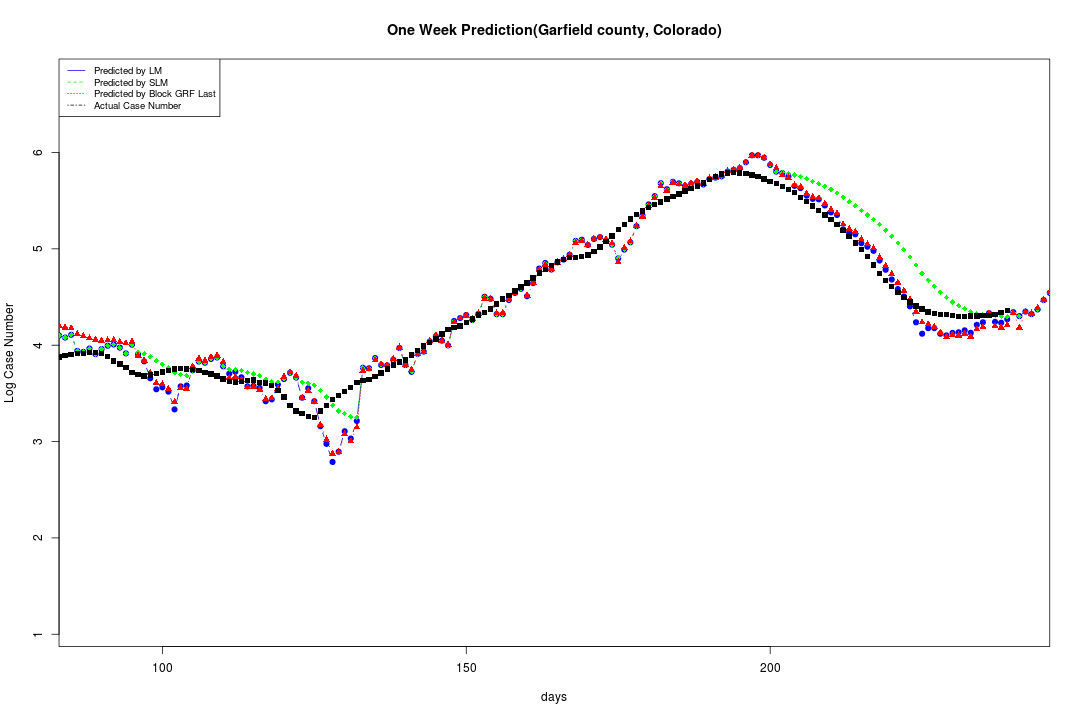 One Week Prediction(Garfield county, Colorado)
Predicted by LM
Predicted by SLM
Predicted by Block GRF Last
Actual Case Number
6
5
4
3
2
1
Log Case Number
100 150 200
days